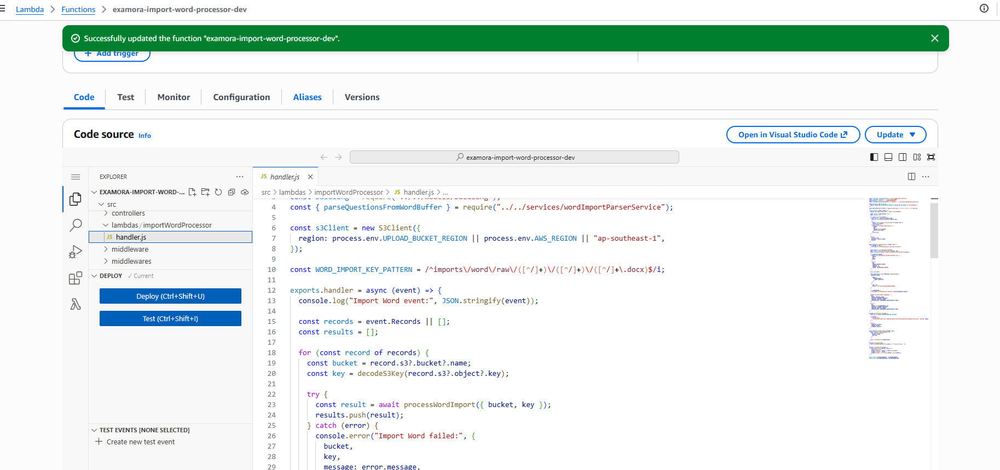 Lambda > Functions > examora-import-word-processor-dev
Successfully updated the function "examora-import-word-processor-dev".
+ Add trigger
Code
Test
Monitor
Configuration
Aliases
Versions
Code source Info
Open in Visual Studio Code
Update
examora-import-word-processor-dev
EXPLORER
EXAMORA-IMPORT-WORD-...
src
controllers
lambdas / importWordProcessor
JS handler.js
middleware
middlewares
DEPLOY ✓ Current
Deploy (Ctrl+Shift+U)
Test (Ctrl+Shift+I)
TEST EVENTS [NONE SELECTED]
+ Create new test event
JS handler.js
src > lambdas > importWordProcessor > JS handler.js > ...
4 const { parseQuestionsFromWordBuffer } = require("../../services/wordImportParserService");
5
6 const s3Client = new S3Client({
7 region: process.env.UPLOAD_BUCKET_REGION || process.env.AWS_REGION || "ap-southeast-1",
8 });
9
10 const WORD_IMPORT_KEY_PATTERN = /^imports\/word\/raw\/([^/]+)\/([^/]+)\/([^/]+\.docx)$/i;
11
12 exports.handler = async (event) => {
13 console.log("Import Word event:", JSON.stringify(event));
14
15 const records = event.Records || [];
16 const results = [];
17
18 for (const record of records) {
19 const bucket = record.s3?.bucket?.name;
20 const key = decodeS3Key(record.s3?.object?.key);
21
22 try {
23 const result = await processWordImport({ bucket, key });
24 results.push(result);
25 } catch (error) {
26 console.error("Import Word failed:", {
27 bucket,
28 key,
29 message: error.message,